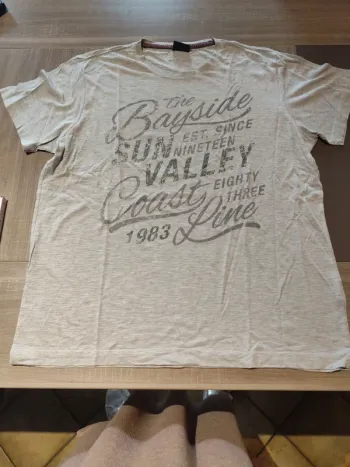 The
Bayside
SUN EST. SINCE
NINETEEN
VALLEY
Coast EIGHTY
THREE
1983 Line